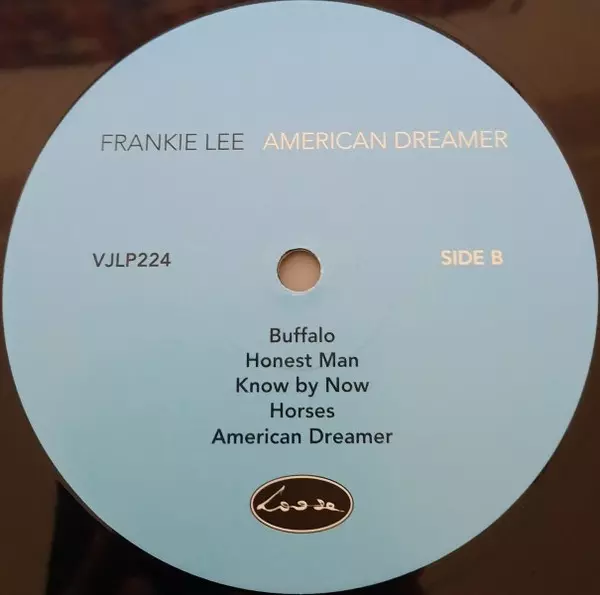 FRANKIE LEE AMERICAN DREAMER
VJLP224 SIDE B
Buffalo
Honest Man
Know by Now
Horses
American Dreamer
Loose